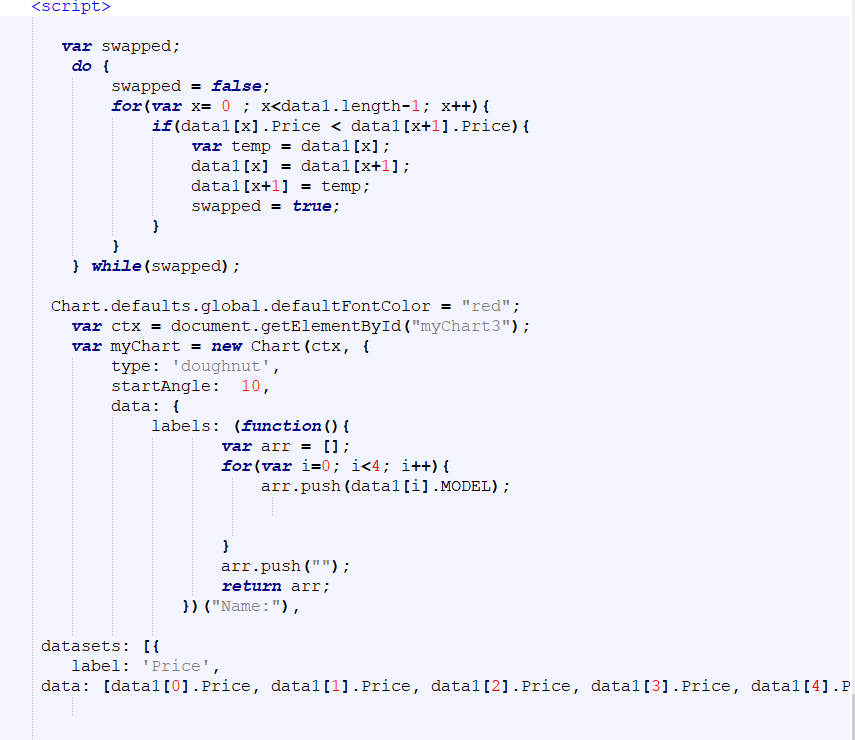 <script>
var swapped;
do {
swapped = false;
for(var x= 0 ; x<data1.length-1; x++){
if(data1[x].Price < data1[x+1].Price){
var temp = data1[x];
data1[x] = data1[x+1];
data1[x+1] = temp;
swapped = true;
}
}
} while(swapped);
Chart.defaults.global.defaultFontColor = "red";
var ctx = document.getElementById("myChart3");
var myChart = new Chart(ctx, {
type: 'doughnut',
startAngle: 10,
data: {
labels: (function(){
var arr = [];
for(var i=0; i<4; i++){
arr.push(data1[i].MODEL);
}
arr.push("");
return arr;
})("Name:"),
datasets: [{
label: 'Price',
data: [data1[0].Price, data1[1].Price, data1[2].Price, data1[3].Price, data1[4].P